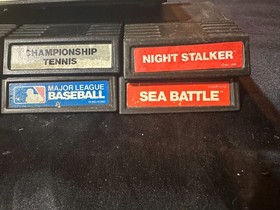 CHAMPIONSHIP
TENNIS
NIGHT STALKER
MAJOR LEAGUE
BASEBALL
SEA BATTLE